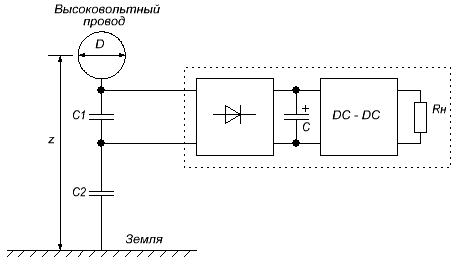 Высоковольтный
провод
D
C1
z
C2
Земля
+
C
DC - DC
Rн